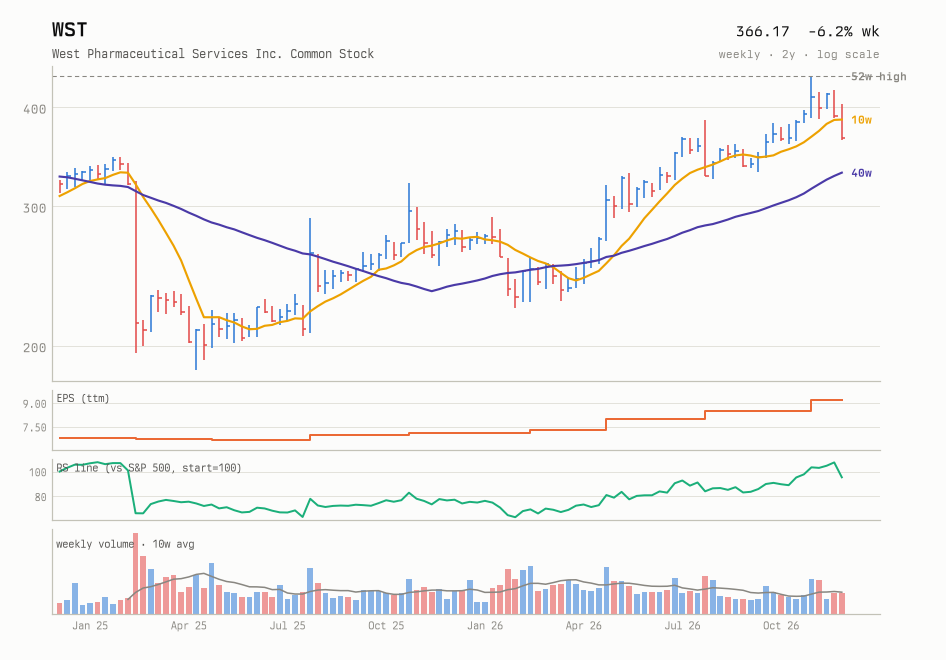 WST
366.17 -6.2% wk
West Pharmaceutical Services Inc. Common Stock
weekly · 2y · log scale
52w high
400
10w
40w
300
200
EPS (ttm)
9.00
7.50
RS line (vs S&P 500, start=100)
100
80
weekly volume · 10w avg
Jan 25 Apr 25 Jul 25 Oct 25 Jan 26 Apr 26 Jul 26 Oct 26